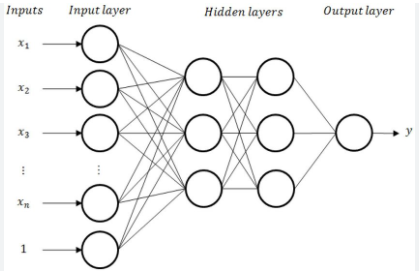 Inputs Input layer Hidden layers Output layer
x₁
x₂
x₃
y
⋮ ⋮
xₙ
1